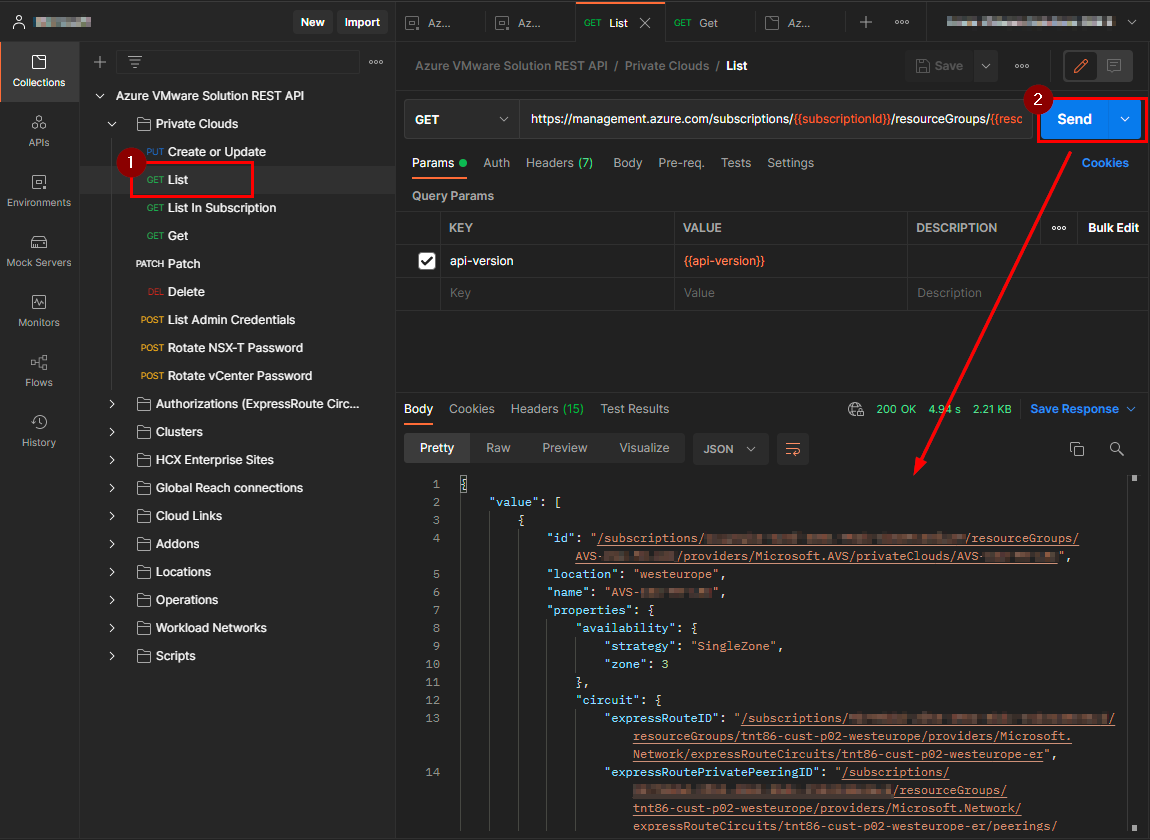 New
Import
Az...
Az...
GET List
GET Get
Az...
Collections
APIs
Environments
Mock Servers
Monitors
Flows
History
Azure VMware Solution REST API
Private Clouds
PUT Create or Update
1
GET List
GET List In Subscription
GET Get
PATCH Patch
DEL Delete
POST List Admin Credentials
POST Rotate NSX-T Password
POST Rotate vCenter Password
Authorizations (ExpressRoute Circ...
Clusters
HCX Enterprise Sites
Global Reach connections
Cloud Links
Addons
Locations
Operations
Workload Networks
Scripts
Azure VMware Solution REST API / Private Clouds / List
Save
2
GET
https://management.azure.com/subscriptions/{{subscriptionId}}/resourceGroups/{{resc
Send
Params
Auth
Headers (7)
Body
Pre-req.
Tests
Settings
Cookies
Query Params
KEY
VALUE
DESCRIPTION
Bulk Edit
api-version
{{api-version}}
Key
Value
Description
Body
Cookies
Headers (15)
Test Results
200 OK
4.94 s
2.21 KB
Save Response
Pretty
Raw
Preview
Visualize
JSON
1 {
2 "value": [
3 {
4 "id": "/subscriptions/ /resourceGroups/
AVS- /providers/Microsoft.AVS/privateClouds/AVS- ",
5 "location": "westeurope",
6 "name": "AVS- ",
7 "properties": {
8 "availability": {
9 "strategy": "SingleZone",
10 "zone": 3
11 },
12 "circuit": {
13 "expressRouteID": "/subscriptions/ /
resourceGroups/tnt86-cust-p02-westeurope/providers/Microsoft.
Network/expressRouteCircuits/tnt86-cust-p02-westeurope-er",
14 "expressRoutePrivatePeeringID": "/subscriptions/
/resourceGroups/
tnt86-cust-p02-westeurope/providers/Microsoft.Network/
expressRouteCircuits/tnt86-cust-p02-westeurope-er/peerings/